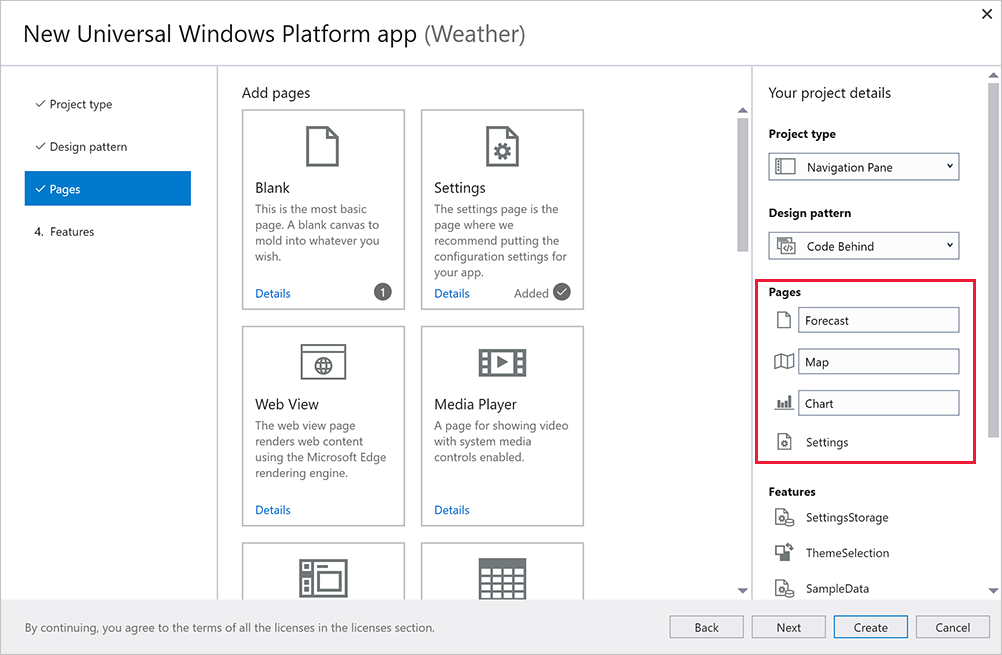 New Universal Windows Platform app (Weather)
Project type
Design pattern
Pages
4. Features
Add pages
Blank
This is the most basic
page. A blank canvas to
mold into whatever you
wish.
Details
1
Settings
The settings page is the
page where we
recommend putting the
configuration settings for
your app.
Details
Added
Web View
The web view page
renders web content
using the Microsoft Edge
rendering engine.
Details
Media Player
A page for showing video
with system media
controls enabled.
Details
Your project details
Project type
Navigation Pane
Design pattern
Code Behind
Pages
Forecast
Map
Chart
Settings
Features
SettingsStorage
ThemeSelection
SampleData
By continuing, you agree to the terms of all the licenses in the licenses section.
Back
Next
Create
Cancel